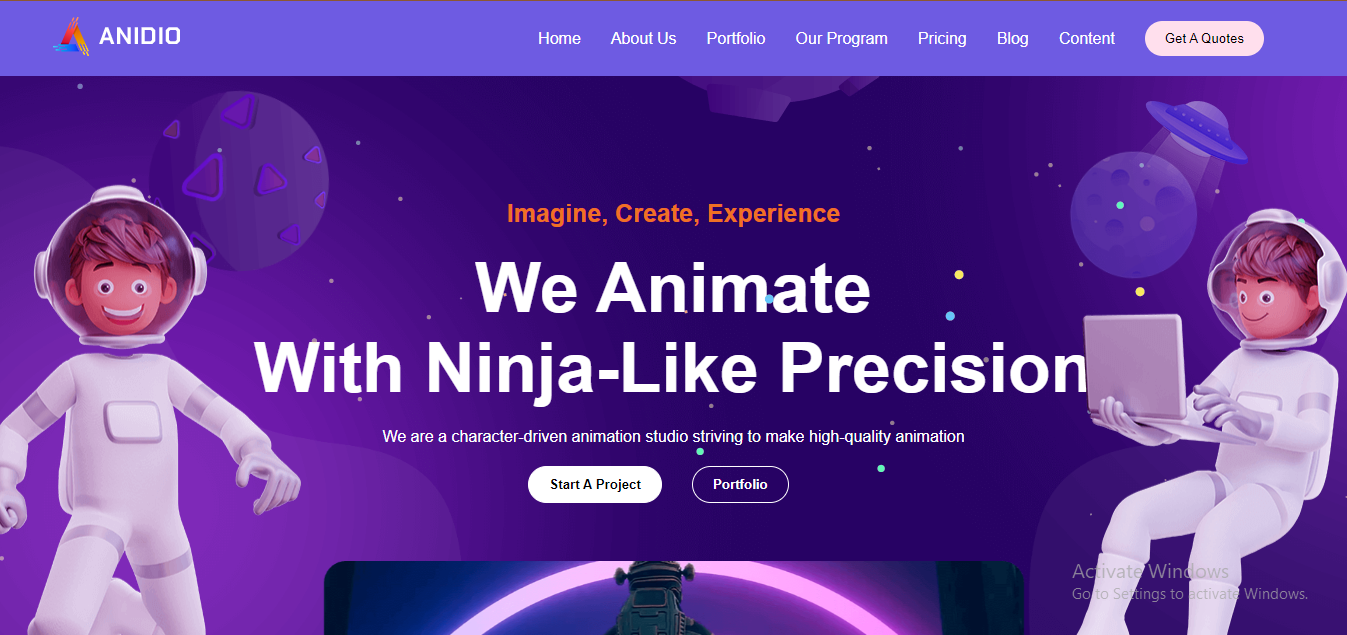 ANIDIO
Home About Us Portfolio Our Program Pricing Blog Content Get A Quotes
Imagine, Create, Experience
We Animate
With Ninja-Like Precision
We are a character-driven animation studio striving to make high-quality animation
Start A Project Portfolio
Activate Windows
Go to Settings to activate Windows.